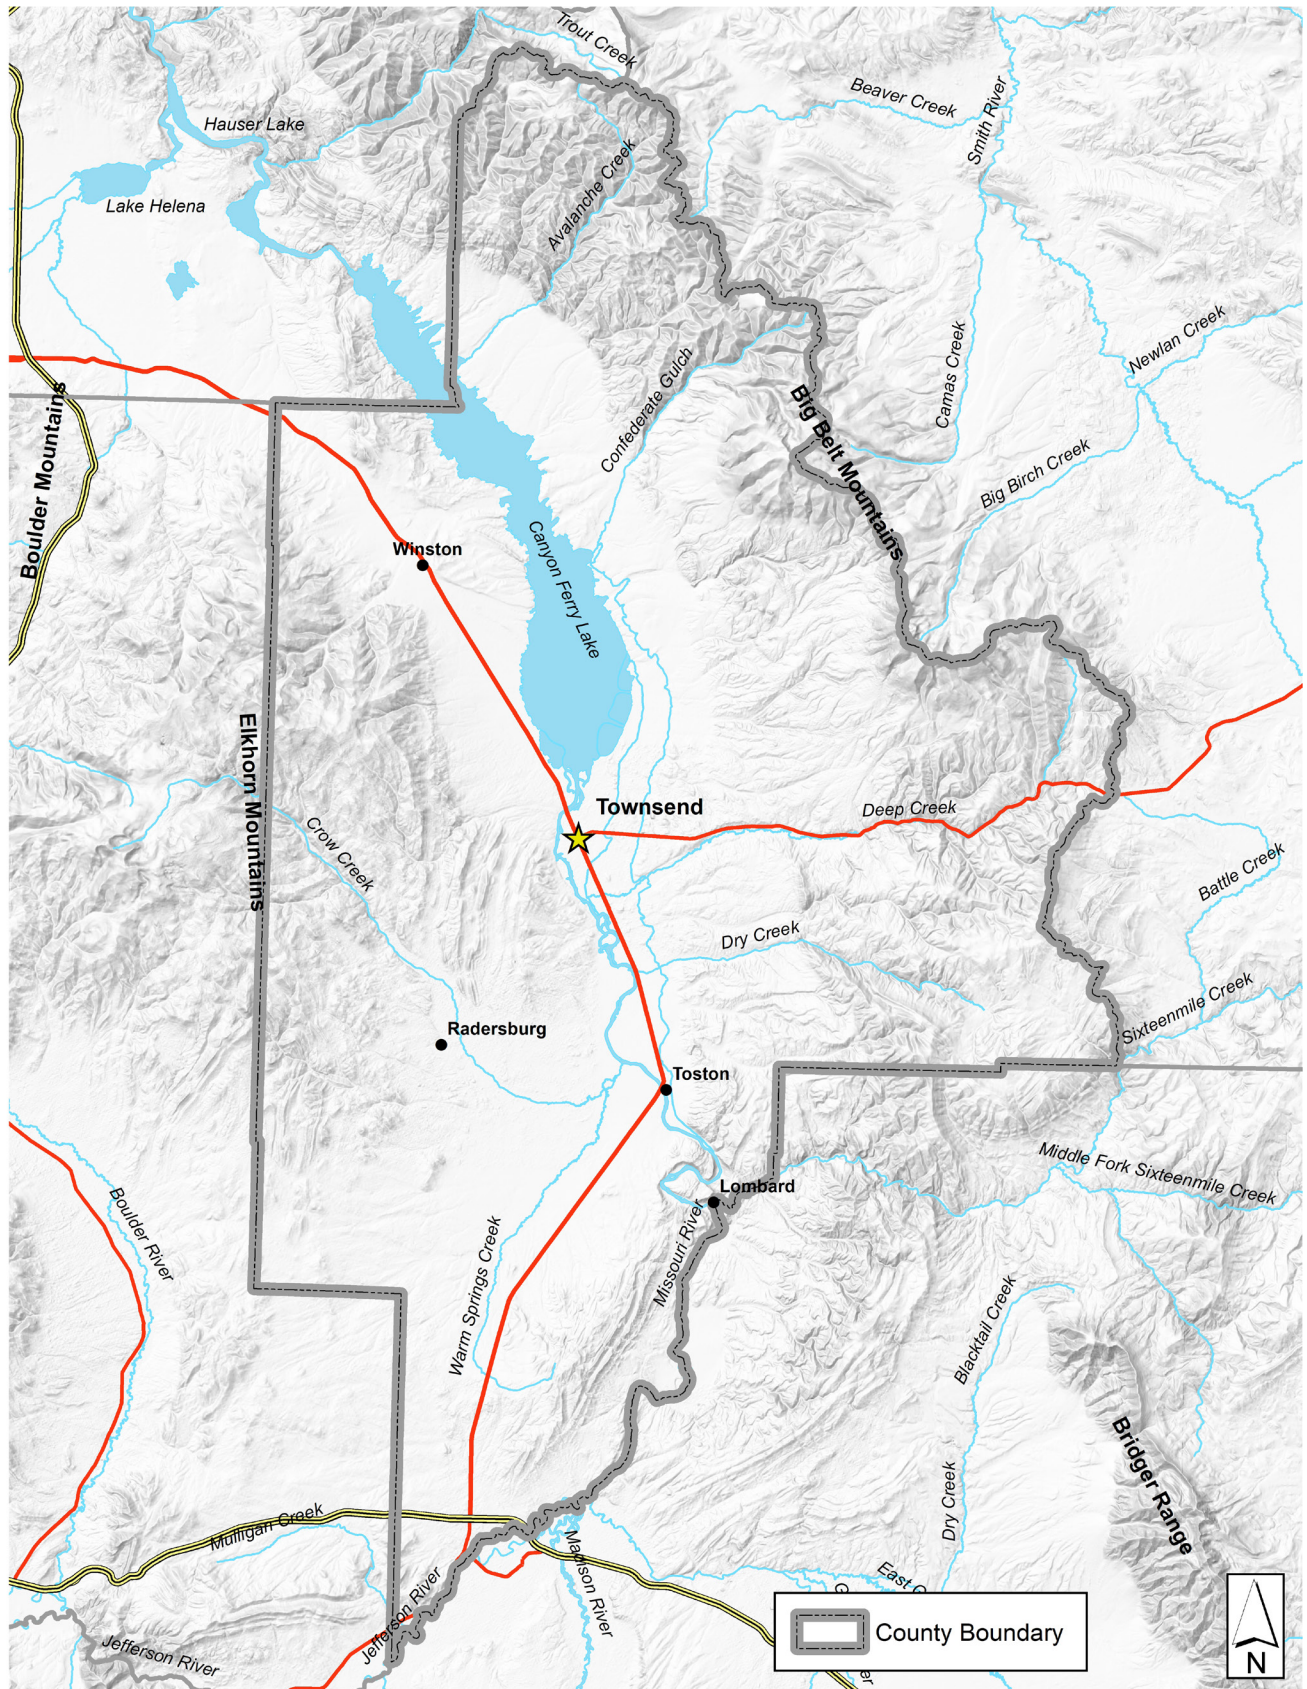 Trout Creek
Beaver Creek
Smith River
Hauser Lake
Avalanche Creek
Lake Helena
Newlan Creek
Camas Creek
Confederate Gulch
Boulder Mountains
Big Belt Mountains
Big Birch Creek
Winston
Canyon Ferry Lake
Elkhorn Mountains
Townsend
Deep Creek
Crow Creek
Battle Creek
Dry Creek
Sixteenmile Creek
Radersburg
Toston
Middle Fork Sixteenmile Creek
Lombard
Boulder River
Missouri River
Warm Springs Creek
Blacktail Creek
Bridger Range
Dry Creek
Mulligan Creek
Madison River
East G
Jefferson River
Jefferson River
G
er
County Boundary
N